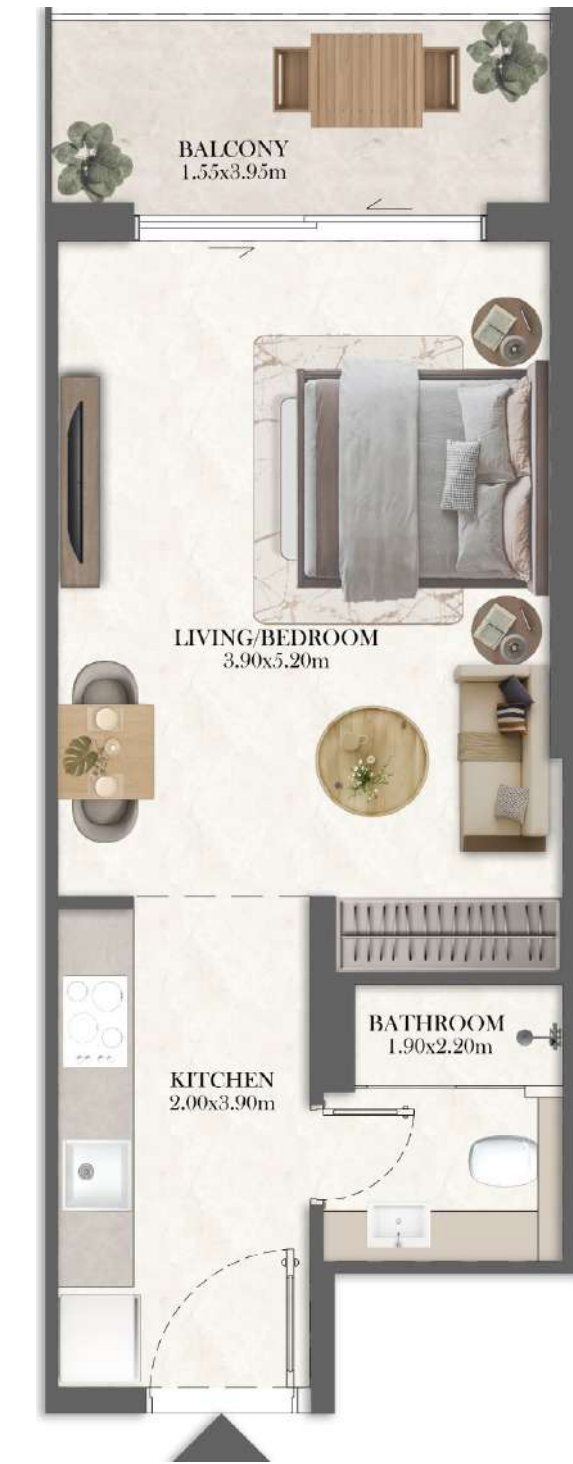 BALCONY
1.55x3.95m
LIVING/BEDROOM
3.90x5.20m
BATHROOM
1.90x2.20m
KITCHEN
2.00x3.90m